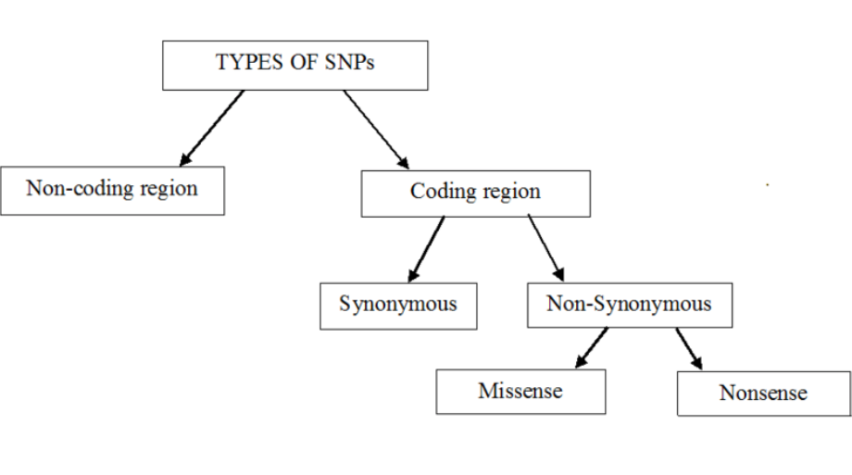 TYPES OF SNPs
Non-coding region
Coding region
Synonymous
Non-Synonymous
Missense
Nonsense